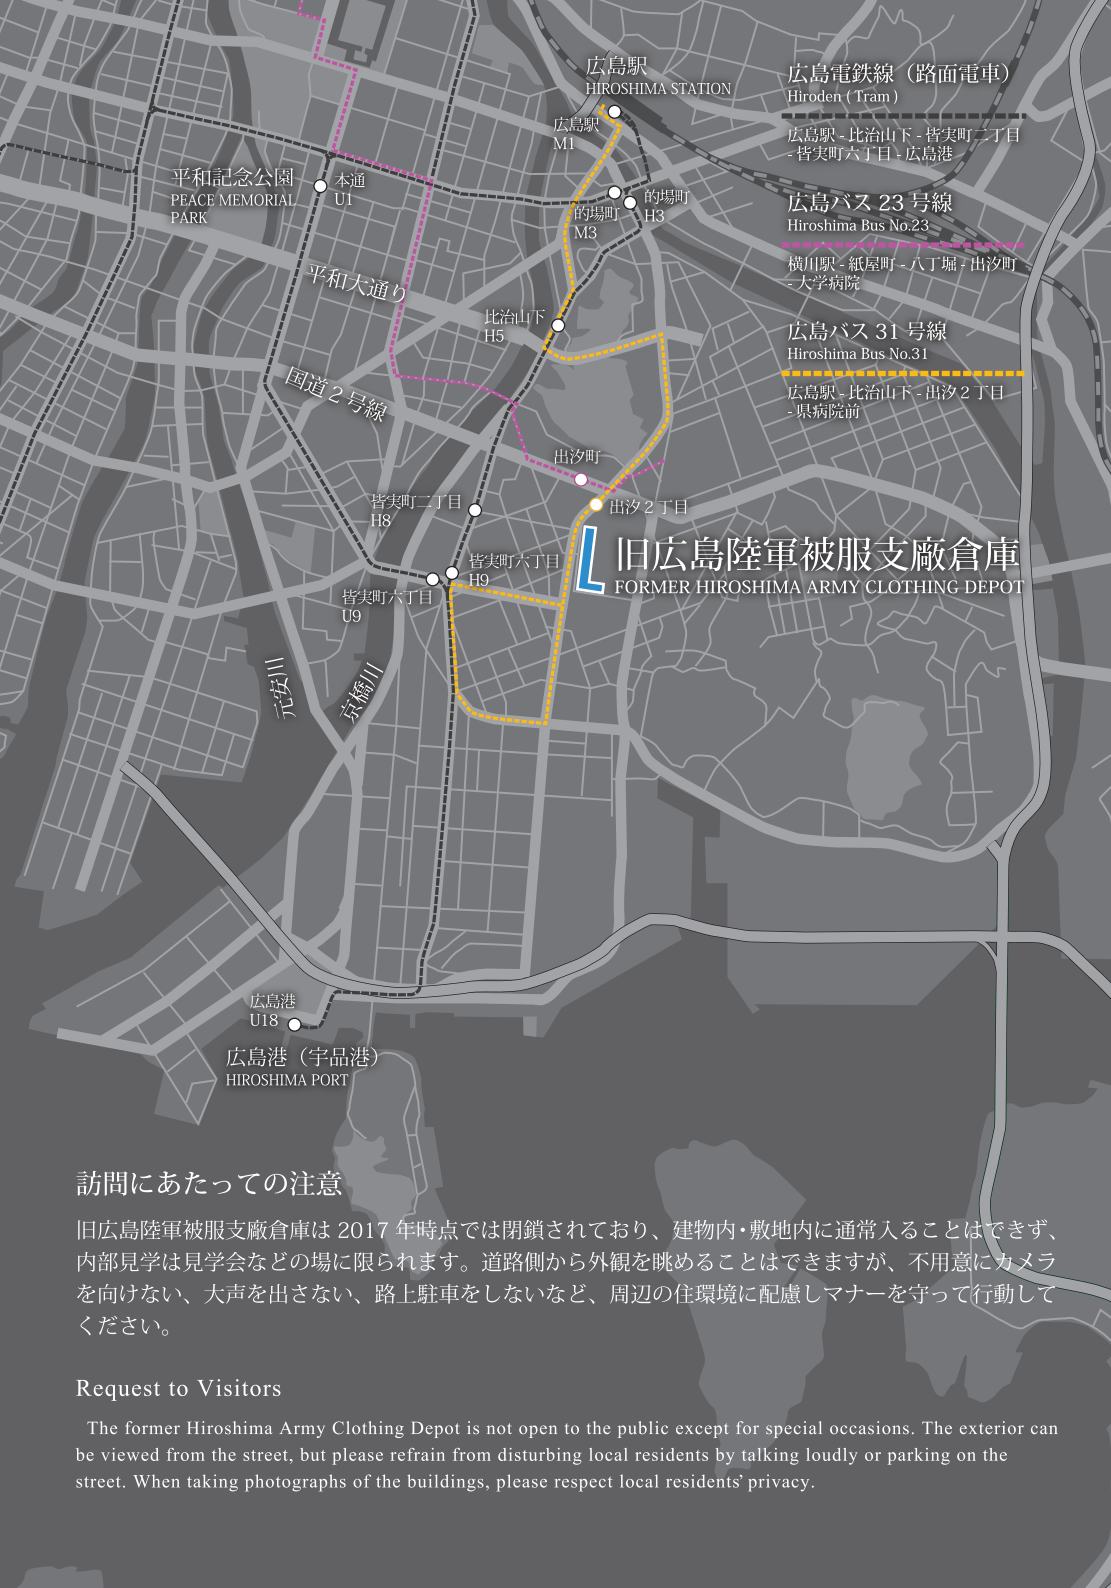 広島駅
HIROSHIMA STATION
広島駅
M1
広島電鉄線（路面電車）
Hiroden ( Tram )
広島駅 - 比治山下 - 皆実町二丁目
- 皆実町六丁目 - 広島港
平和記念公園
PEACE MEMORIAL
PARK
本通
U1
的場町
M3
的場町
H3
広島バス 23 号線
Hiroshima Bus No.23
横川駅 - 紙屋町 - 八丁堀 - 出汐町
- 大学病院
平和大通り
比治山下
H5
広島バス 31 号線
Hiroshima Bus No.31
広島駅 - 比治山下 - 出汐 2 丁目
- 県病院前
国道 2 号線
出汐町
皆実町二丁目
H8
出汐 2 丁目
旧広島陸軍被服支廠倉庫
FORMER HIROSHIMA ARMY CLOTHING DEPOT
皆実町六丁目
H9
皆実町六丁目
U9
元安川
京橋川
広島港
U18
広島港（宇品港）
HIROSHIMA PORT
訪問にあたっての注意
旧広島陸軍被服支廠倉庫は 2017 年時点では閉鎖されており、建物内・敷地内に通常入ることはできず、
内部見学は見学会などの場に限られます。道路側から外観を眺めることはできますが、不用意にカメラ
を向けない、大声を出さない、路上駐車をしないなど、周辺の住環境に配慮しマナーを守って行動して
ください。
Request to Visitors
The former Hiroshima Army Clothing Depot is not open to the public except for special occasions. The exterior can
be viewed from the street, but please refrain from disturbing local residents by talking loudly or parking on the
street. When taking photographs of the buildings, please respect local residents' privacy.